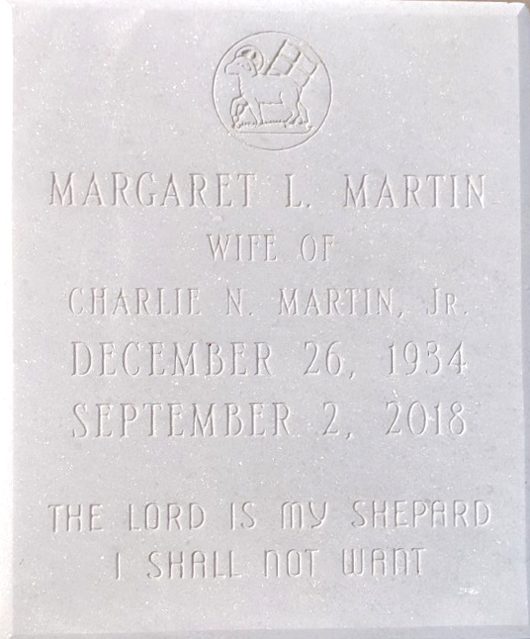 MARGARET L. MARTIN
WIFE OF
CHARLIE N. MARTIN, JR.
DECEMBER 26, 1934
SEPTEMBER 2, 2018
THE LORD IS MY SHEPARD
I SHALL NOT WANT